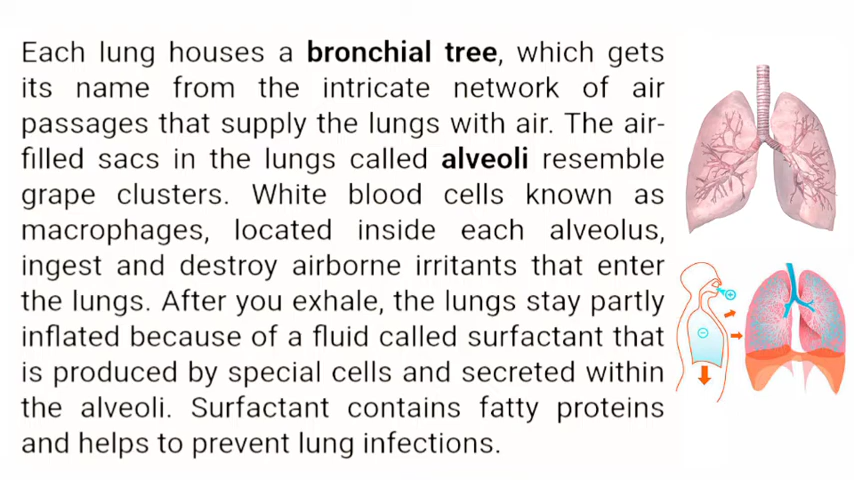 Each lung houses a bronchial tree, which gets
its name from the intricate network of air
passages that supply the lungs with air. The air-
filled sacs in the lungs called alveoli resemble
grape clusters. White blood cells known as
macrophages, located inside each alveolus,
ingest and destroy airborne irritants that enter
the lungs. After you exhale, the lungs stay partly
inflated because of a fluid called surfactant that
is produced by special cells and secreted within
the alveoli. Surfactant contains fatty proteins
and helps to prevent lung infections.